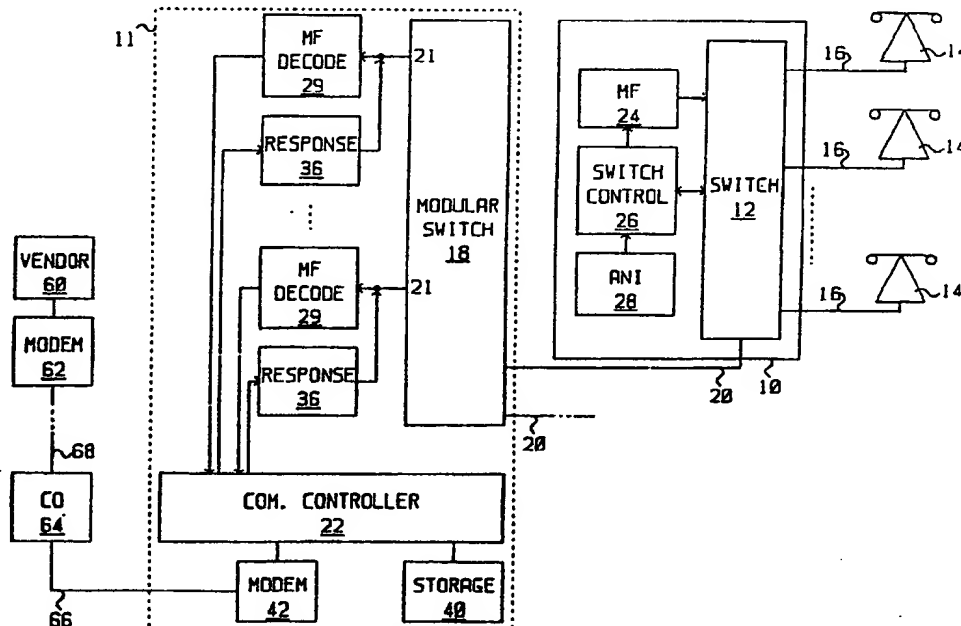 11
MF
DECODE
29
21
RESPONSE
36
MF
DECODE
29
21
RESPONSE
36
MODULAR
SWITCH
18
MF
24
SWITCH
CONTROL
26
ANI
28
SWITCH
12
16
14
16
14
16
14
20
10
20
VENDOR
60
MODEM
62
68
CO
64
66
COM. CONTROLLER
22
MODEM
42
STORAGE
40